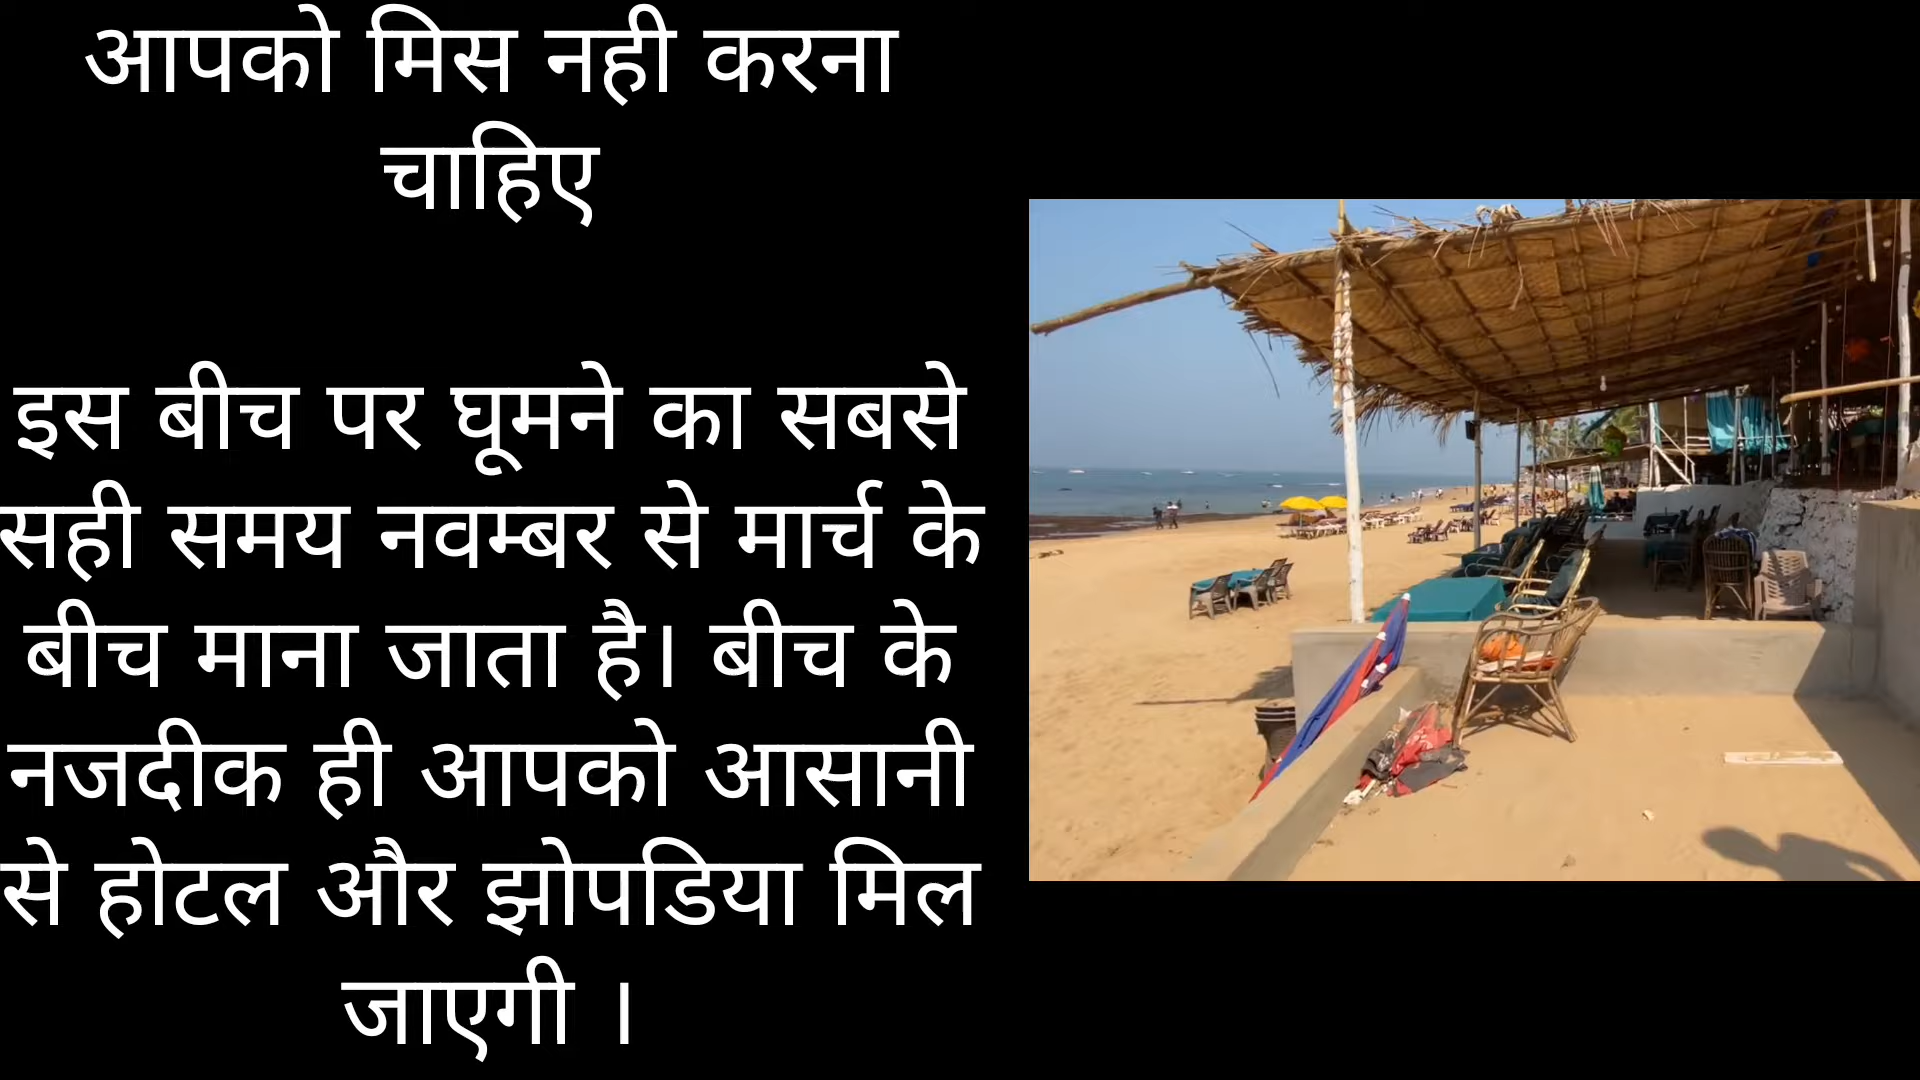 आपको मिस नही करना
चाहिए
इस बीच पर घूमने का सबसे
सही समय नवम्बर से मार्च के
बीच माना जाता है। बीच के
नजदीक ही आपको आसानी
से होटल और झोपडिया मिल
जाएगी ।